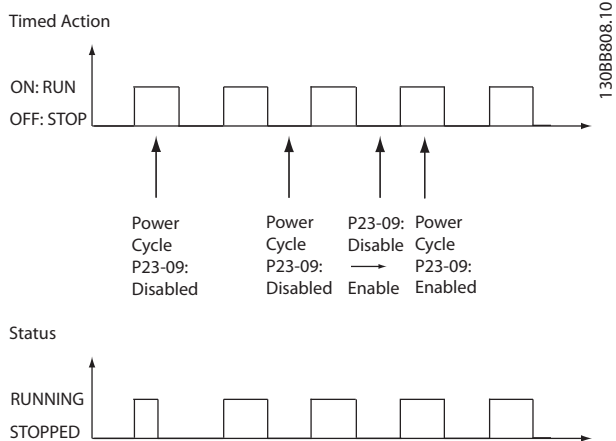 Timed Action
130BB808.10
ON: RUN
OFF: STOP
Power
Cycle
P23-09:
Disabled
Power
Cycle
P23-09:
Disabled
P23-09:
Disable
Enable
Power
Cycle
P23-09:
Enabled
Status
RUNNING
STOPPED